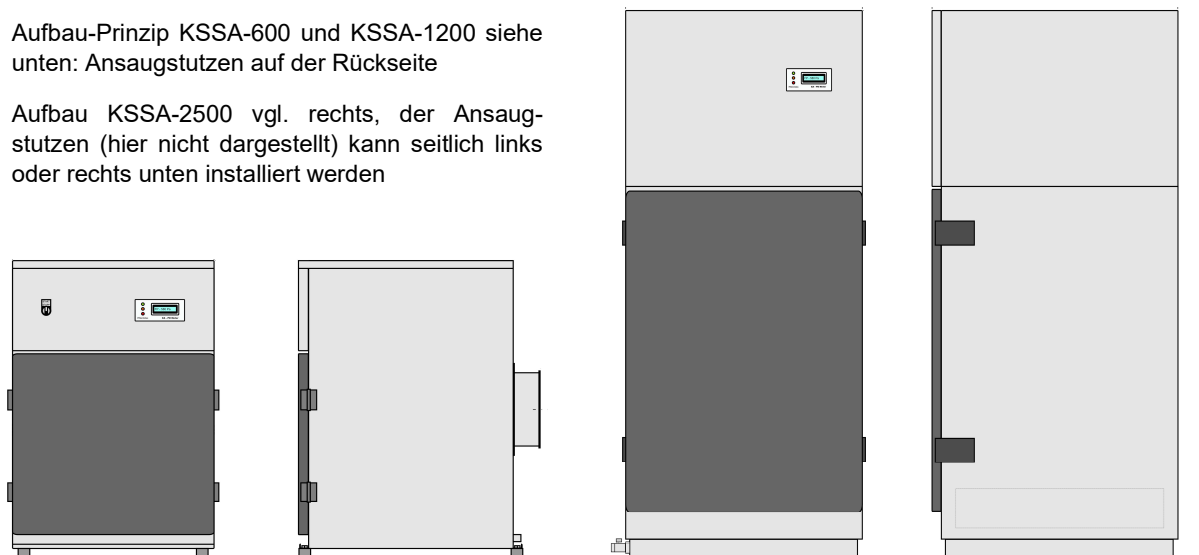 Aufbau-Prinzip KSSA-600 und KSSA-1200 siehe
unten: Ansaugstutzen auf der Rückseite
Aufbau KSSA-2500 vgl. rechts, der Ansaug-
stutzen (hier nicht dargestellt) kann seitlich links
oder rechts unten installiert werden